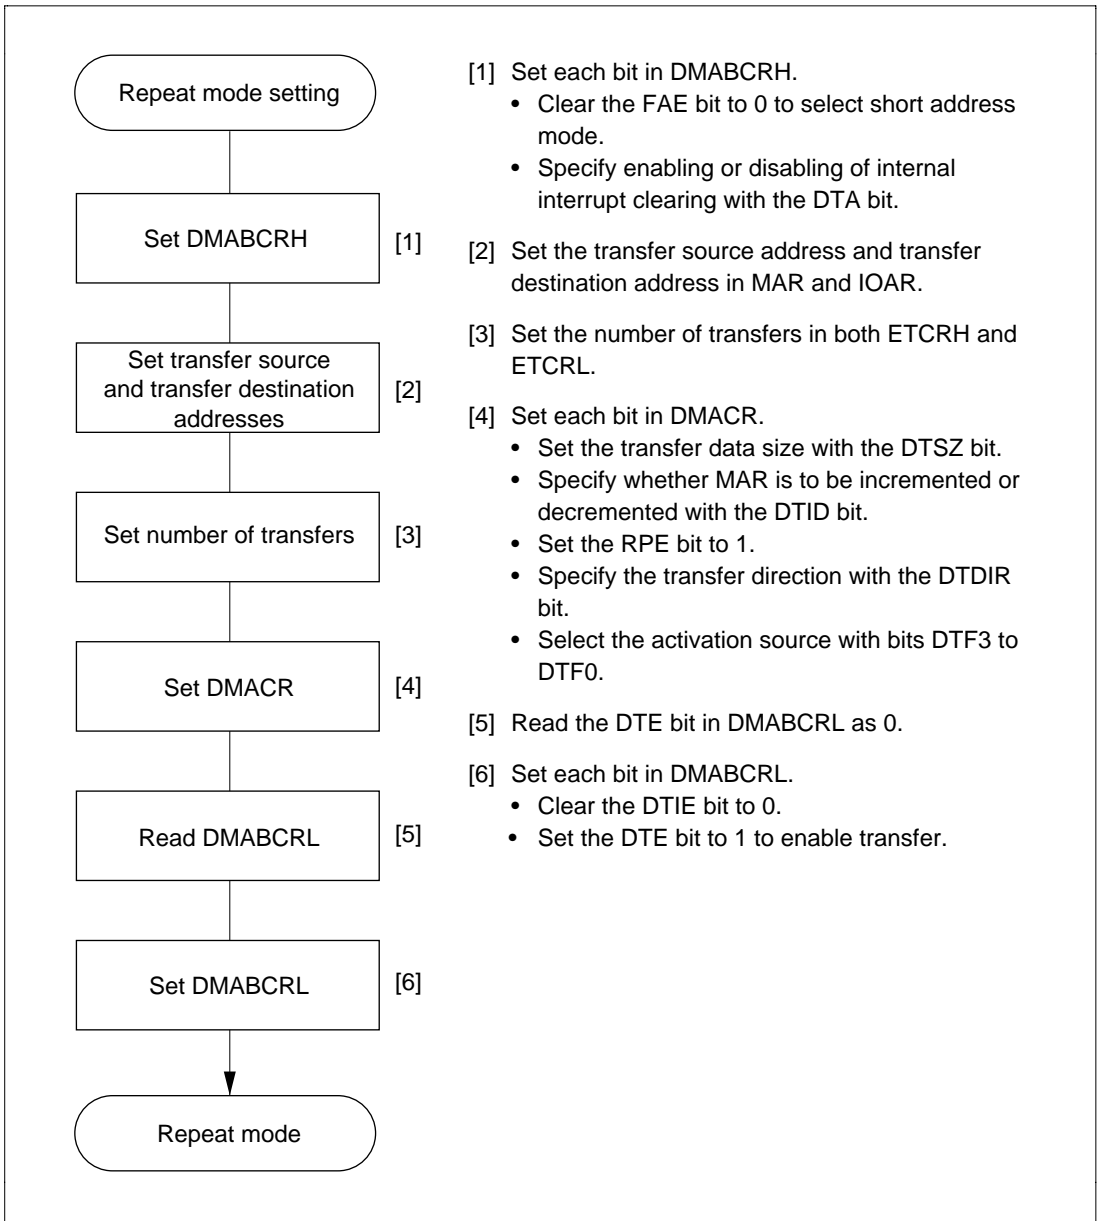 Repeat mode setting
Set DMABCRH
[1]
Set transfer source
and transfer destination
addresses
[2]
Set number of transfers
[3]
Set DMACR
[4]
Read DMABCRL
[5]
Set DMABCRL
[6]
Repeat mode
[1] Set each bit in DMABCRH.
• Clear the FAE bit to 0 to select short address
mode.
• Specify enabling or disabling of internal
interrupt clearing with the DTA bit.
[2] Set the transfer source address and transfer
destination address in MAR and IOAR.
[3] Set the number of transfers in both ETCRH and
ETCRL.
[4] Set each bit in DMACR.
• Set the transfer data size with the DTSZ bit.
• Specify whether MAR is to be incremented or
decremented with the DTID bit.
• Set the RPE bit to 1.
• Specify the transfer direction with the DTDIR
bit.
• Select the activation source with bits DTF3 to
DTF0.
[5] Read the DTE bit in DMABCRL as 0.
[6] Set each bit in DMABCRL.
• Clear the DTIE bit to 0.
• Set the DTE bit to 1 to enable transfer.